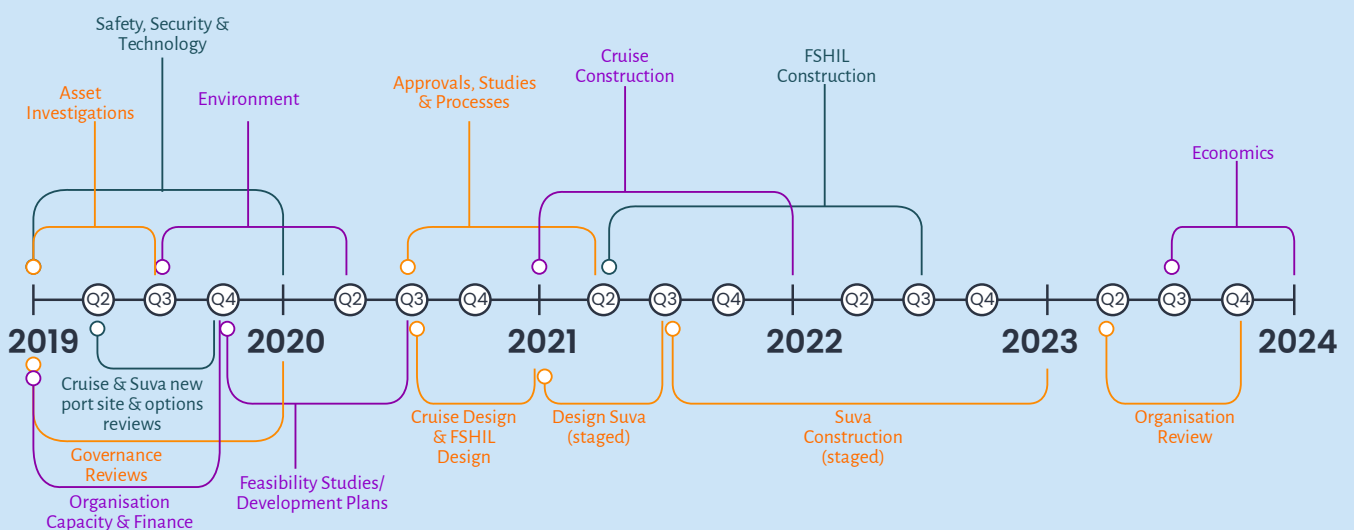 Safety, Security &
Technology
Asset
Investigations
Environment
Approvals, Studies
& Processes
Cruise
Construction
FSHIL
Construction
Economics
Q2
Q3
Q4
Q2
Q3
Q4
Q2
Q3
Q4
Q2
Q3
Q4
Q2
Q3
Q4
2019
2020
2021
2022
2023
2024
Cruise & Suva new
port site & options
reviews
Governance
Reviews
Organisation
Capacity & Finance
Feasibility Studies/
Development Plans
Cruise Design
& FSHIL
Design
Design Suva
(staged)
Suva
Construction
(staged)
Organisation
Review